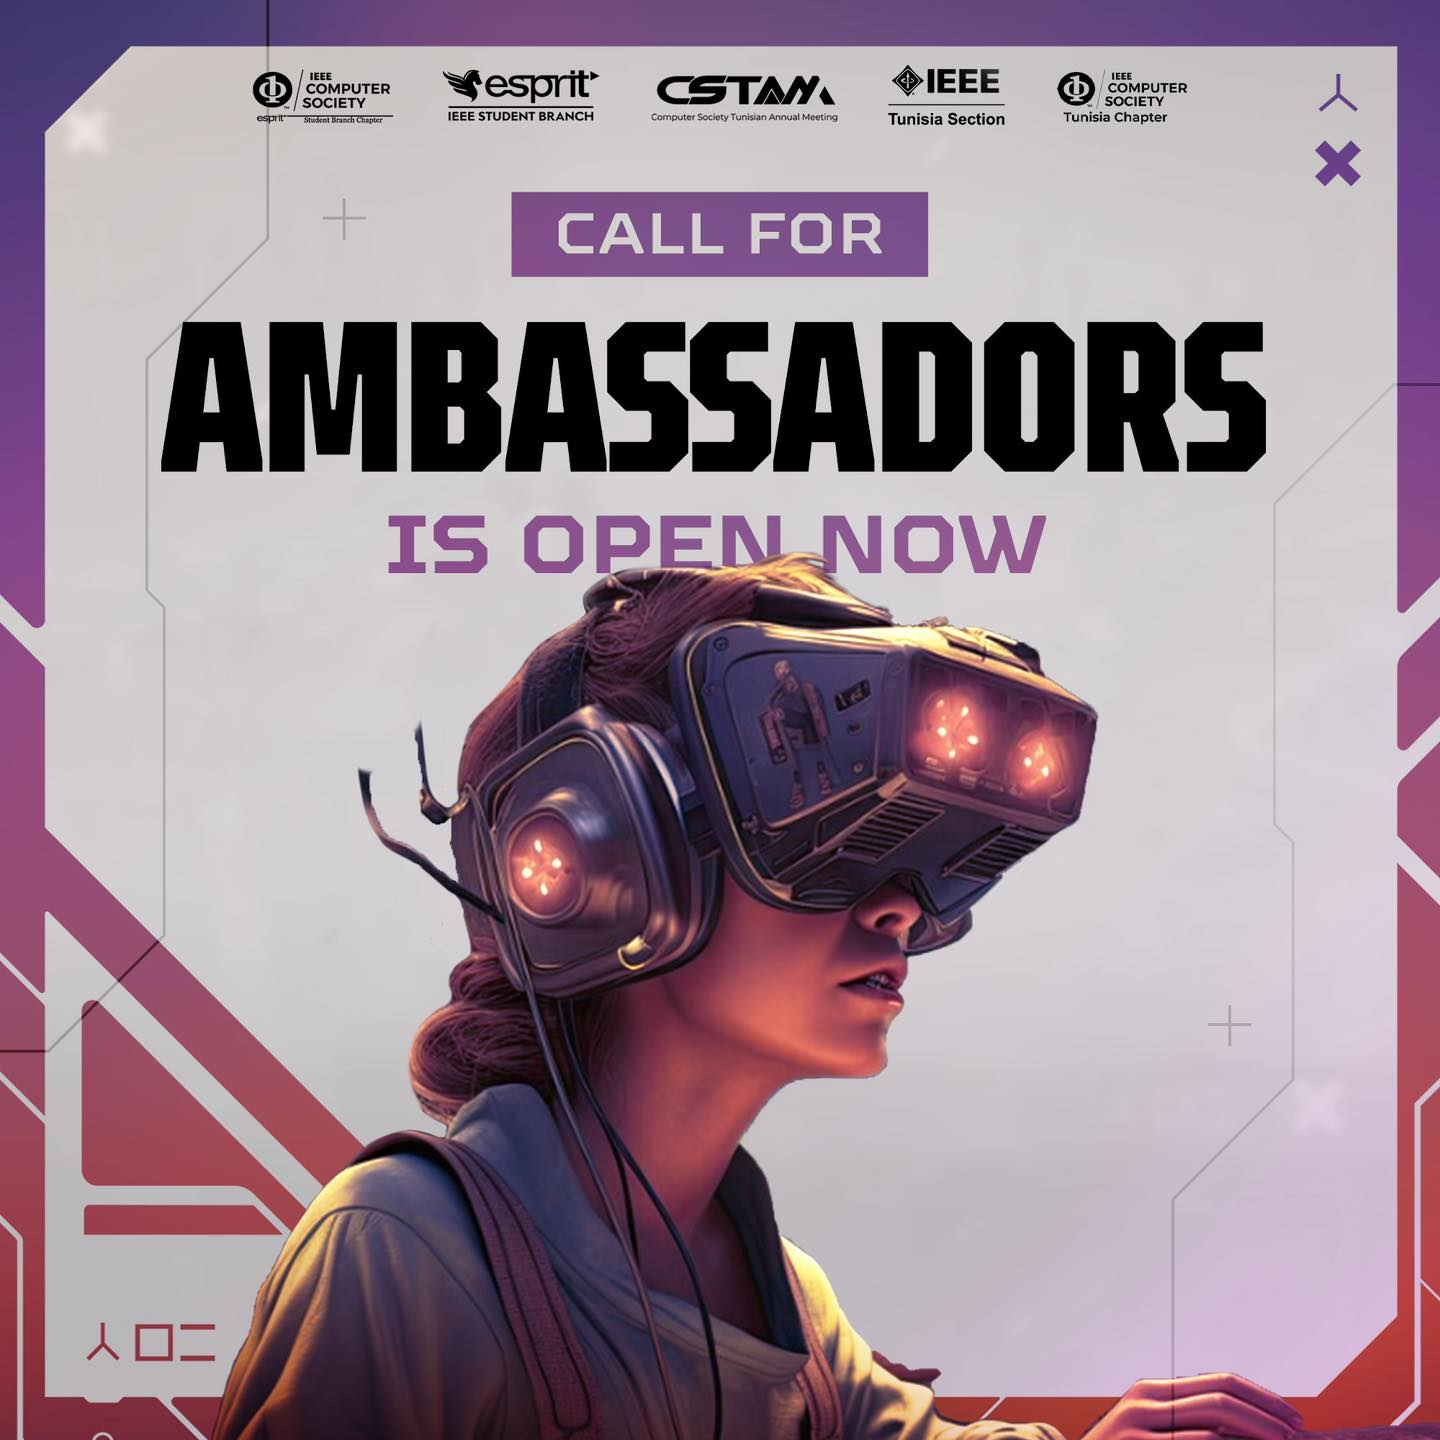 IEEE COMPUTER SOCIETY
esprit Student Branch Chapter
esprit
IEEE STUDENT BRANCH
CSTAM
Computer Society Tunisian Annual Meeting
IEEE
Tunisia Section
IEEE COMPUTER SOCIETY
Tunisia Chapter
CALL FOR
AMBASSADORS
IS OPEN NOW